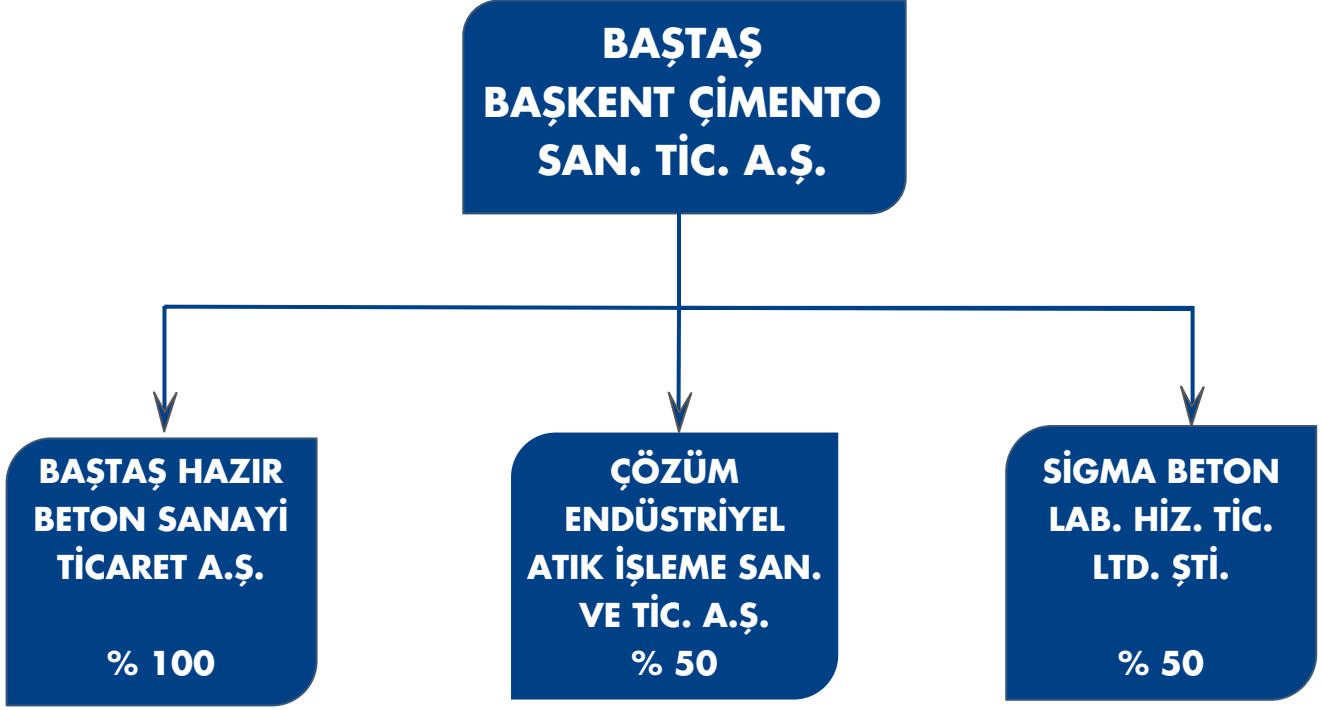 BAŞTAŞ
BAŞKENT ÇİMENTO
SAN. TİC. A.Ş.
BAŞTAŞ HAZIR
BETON SANAYİ
TİCARET A.Ş.
% 100
ÇÖZÜM
ENDÜSTRİYEL
ATIK İŞLEME SAN.
VE TİC. A.Ş.
% 50
SİGMA BETON
LAB. HİZ. TİC.
LTD. ŞTİ.
% 50